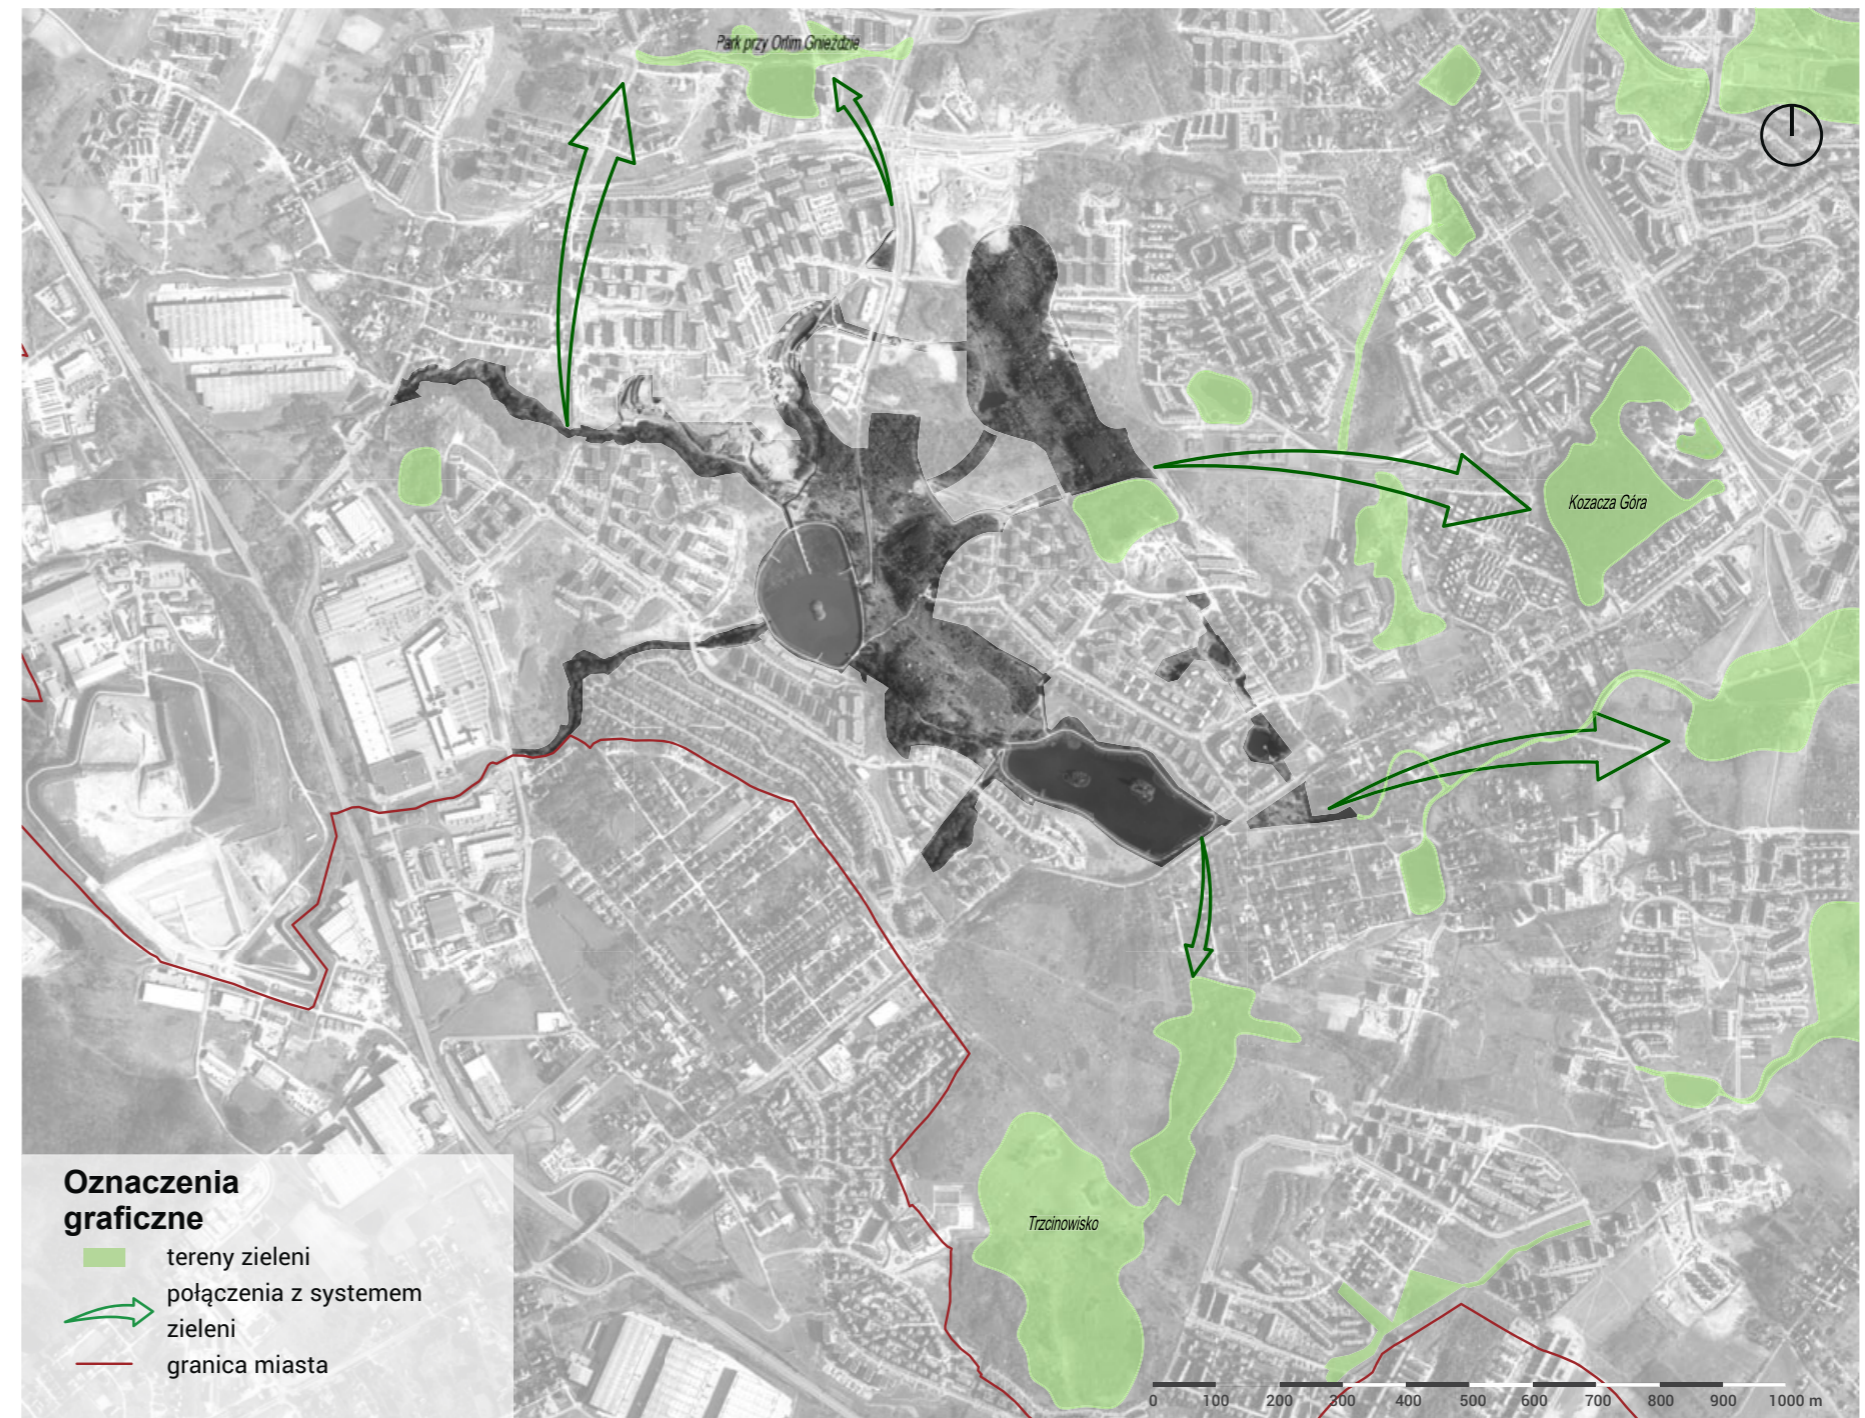 Park przy Orlim Gnieździe
Kozacza Góra
Trzcinowisko
Oznaczenia
graficzne
tereny zieleni
połączenia z systemem
zieleni
granica miasta
0 100 200 300 400 500 600 700 800 900 1000 m